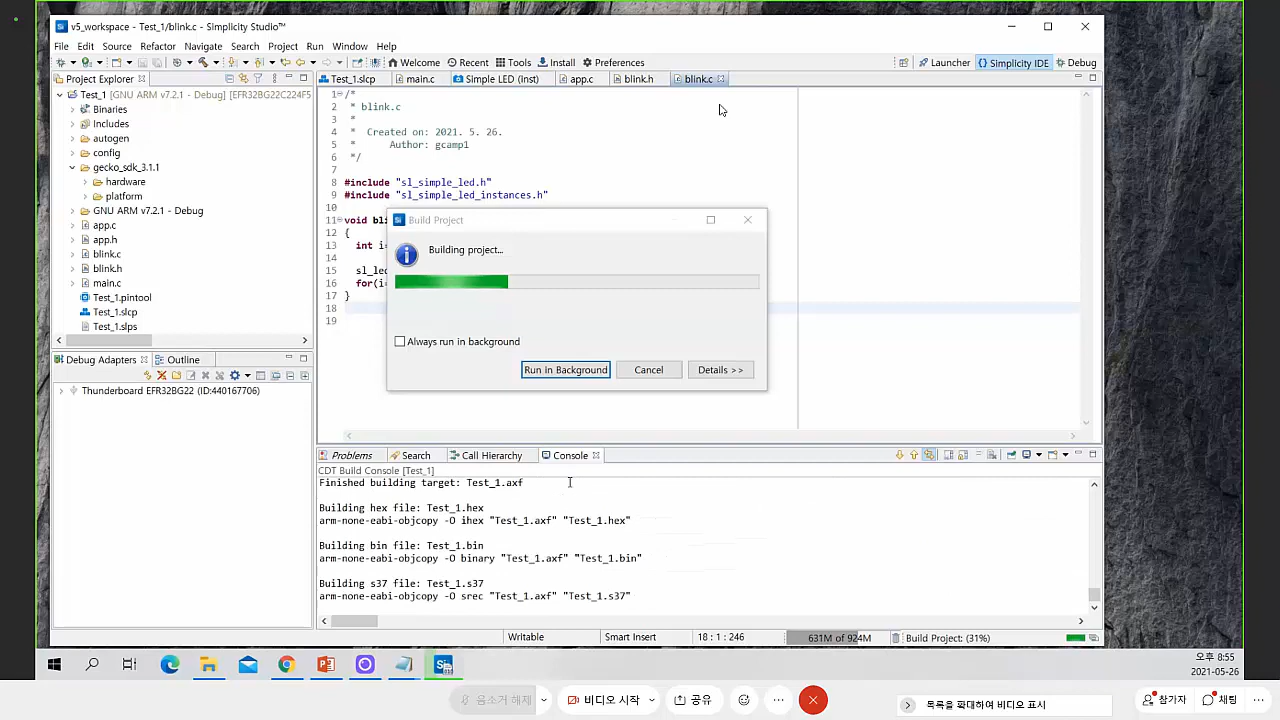 v5_workspace - Test_1/blink.c - Simplicity Studio™
File Edit Source Refactor Navigate Search Project Run Window Help
Welcome Recent Tools Install Preferences Launcher Simplicity IDE Debug
Project Explorer
Test_1.slcp main.c Simple LED (Inst) app.c blink.h blink.c
Test_1 [GNU ARM v7.2.1 - Debug] [EFR32BG22C224F5
Binaries
Includes
autogen
config
gecko_sdk_3.1.1
hardware
platform
GNU ARM v7.2.1 - Debug
app.c
app.h
blink.c
blink.h
main.c
Test_1.pintool
Test_1.slcp
Test_1.slps
1 /*
2 * blink.c
3 *
4 * Created on: 2021. 5. 26.
5 * Author: gcamp1
6 */
7
8 #include "sl_simple_led.h"
9 #include "sl_simple_led_instances.h"
10
11 void bli
12 {
13 int i=
14
15 sl_led
16 for(i=
17 }
18
19
Build Project
Building project...
Always run in background
Run in Background Cancel Details >>
Debug Adapters Outline
Thunderboard EFR32BG22 (ID:440167706)
Problems Search Call Hierarchy Console
CDT Build Console [Test_1]
Finished building target: Test_1.axf
Building hex file: Test_1.hex
arm-none-eabi-objcopy -O ihex "Test_1.axf" "Test_1.hex"
Building bin file: Test_1.bin
arm-none-eabi-objcopy -O binary "Test_1.axf" "Test_1.bin"
Building s37 file: Test_1.s37
arm-none-eabi-objcopy -O srec "Test_1.axf" "Test_1.s37"
Writable Smart Insert 18 : 1 : 246 631M of 924M Build Project: (31%)
오후 8:55
2021-05-26
음소거 해제 비디오 시작 공유 목록을 확대하여 비디오 표시 참가자 채팅